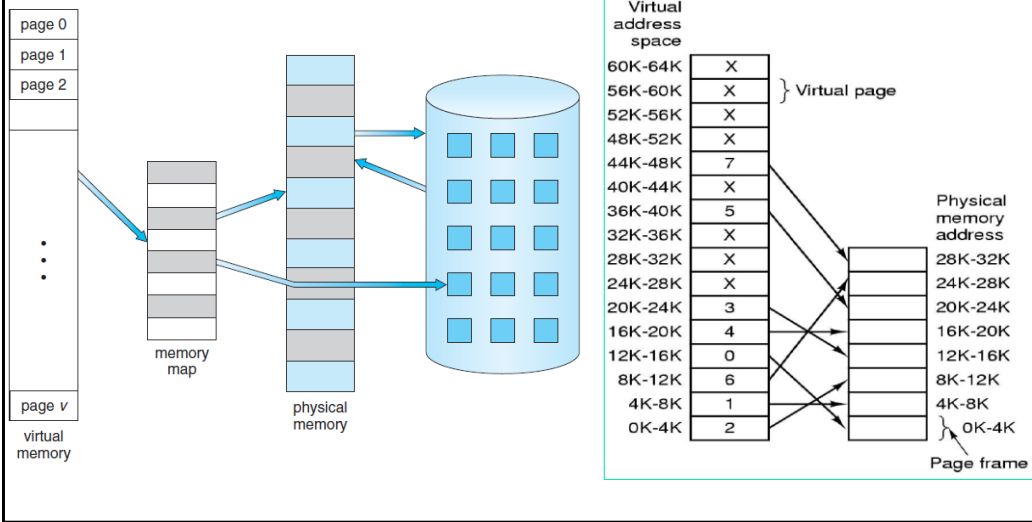 page 0
page 1
page 2
page v
virtual
memory
memory
map
physical
memory
Virtual
address
space
60K-64K X
56K-60K X
Virtual page
52K-56K X
48K-52K X
44K-48K 7
40K-44K X
36K-40K 5
32K-36K X
28K-32K X
24K-28K X
20K-24K 3
16K-20K 4
12K-16K 0
8K-12K 6
4K-8K 1
0K-4K 2
Physical
memory
address
28K-32K
24K-28K
20K-24K
16K-20K
12K-16K
8K-12K
4K-8K
0K-4K
Page frame